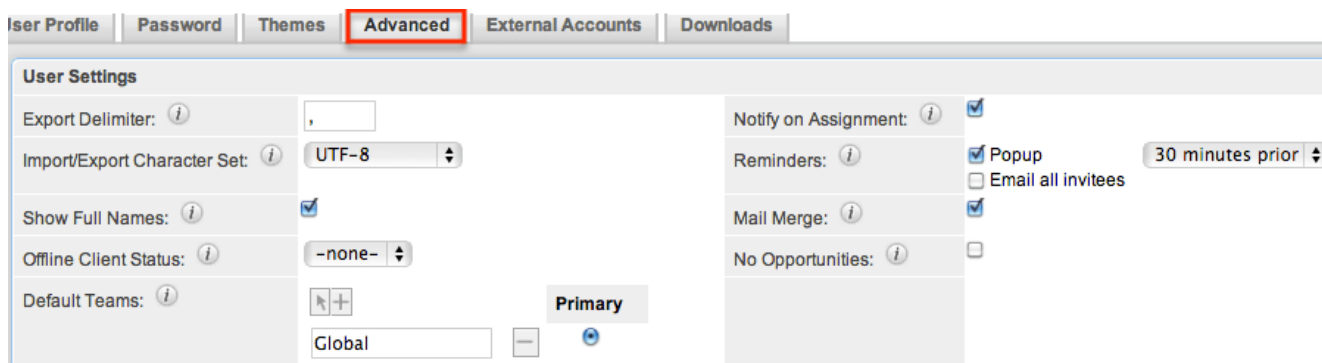 User Profile Password Themes Advanced External Accounts Downloads
User Settings
Export Delimiter: i , Notify on Assignment: i
Import/Export Character Set: i UTF-8 Reminders: i Popup 30 minutes prior
Email all invitees
Show Full Names: i Mail Merge: i
Offline Client Status: i -none- No Opportunities: i
Default Teams: i Primary
Global